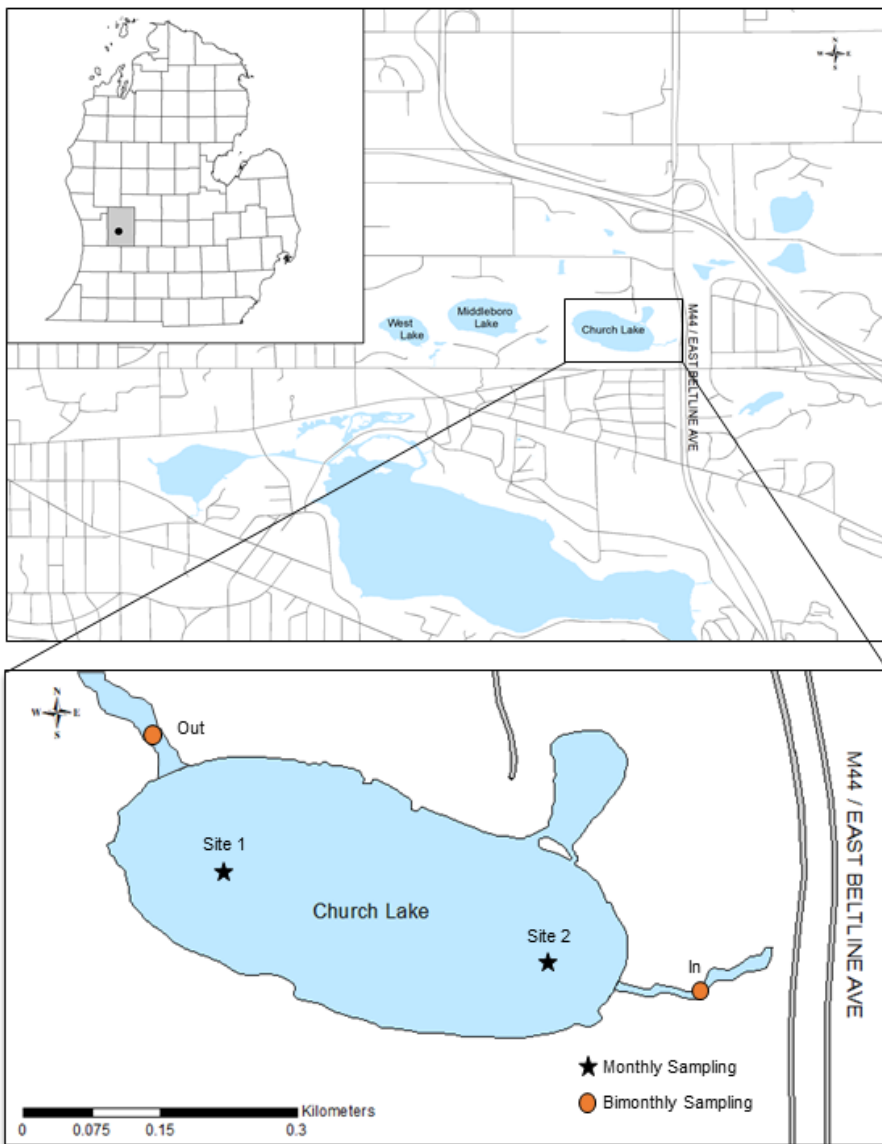 N
W E
S
West
Lake
Middleboro
Lake
Church Lake
M44 / EAST BELTLINE AVE
N
W E
S
Out
Site 1
Church Lake
Site 2
In
M44 / EAST BELTLINE AVE
Monthly Sampling
Bimonthly Sampling
Kilometers
0 0.075 0.15 0.3